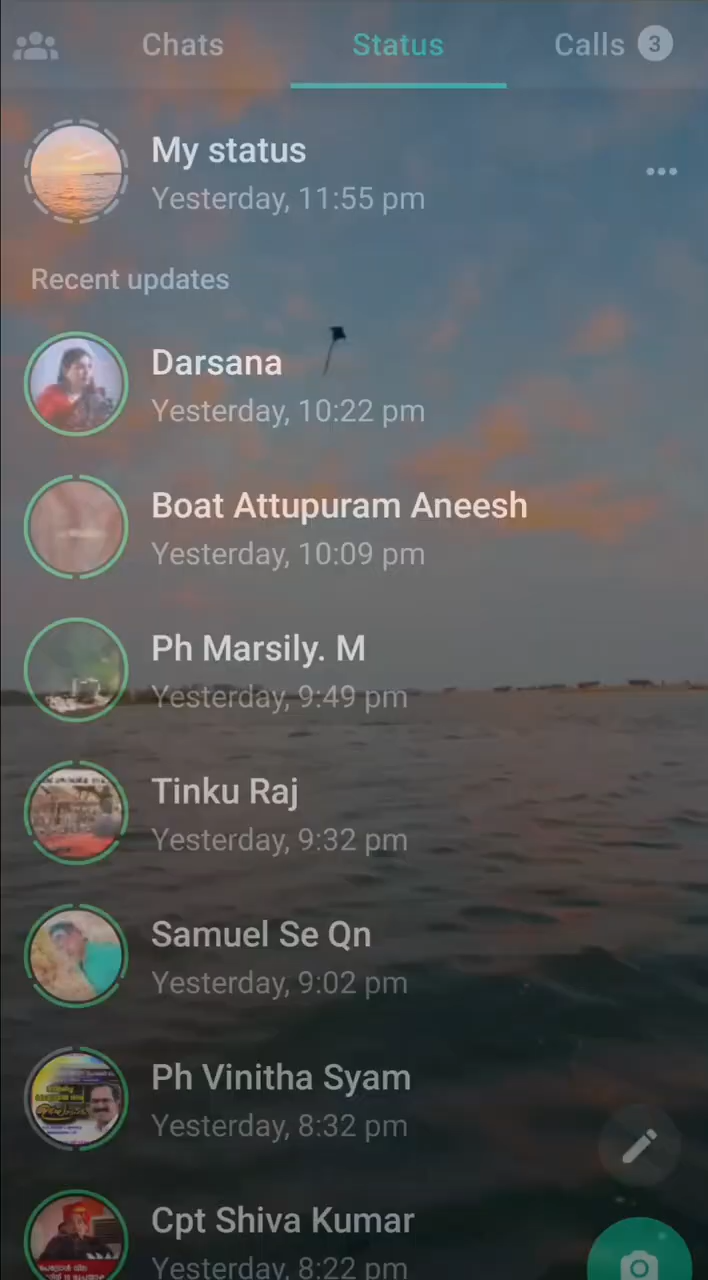 Chats
Status
Calls 3
My status
Yesterday, 11:55 pm
Recent updates
Darsana
Yesterday, 10:22 pm
Boat Attupuram Aneesh
Yesterday, 10:09 pm
Ph Marsily. M
Yesterday, 9:49 pm
Tinku Raj
Yesterday, 9:32 pm
Samuel Se Qn
Yesterday, 9:02 pm
Ph Vinitha Syam
Yesterday, 8:32 pm
Cpt Shiva Kumar
Yesterday, 8:22 pm